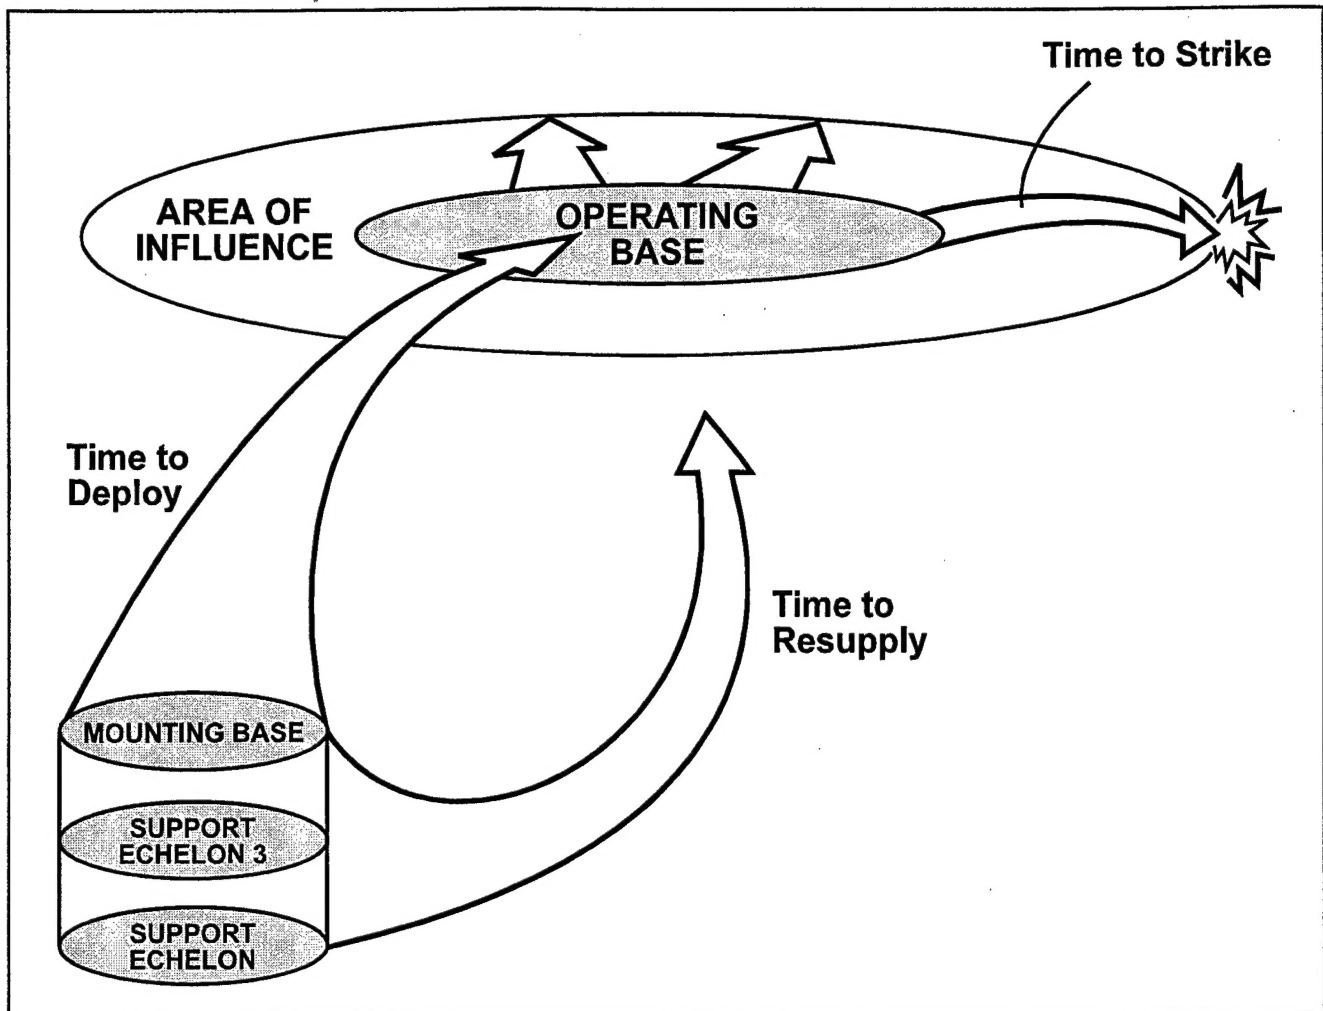 Time to Strike
AREA OF
INFLUENCE
OPERATING
BASE
Time to
Deploy
Time to
Resupply
MOUNTING BASE
SUPPORT
ECHELON 3
SUPPORT
ECHELON